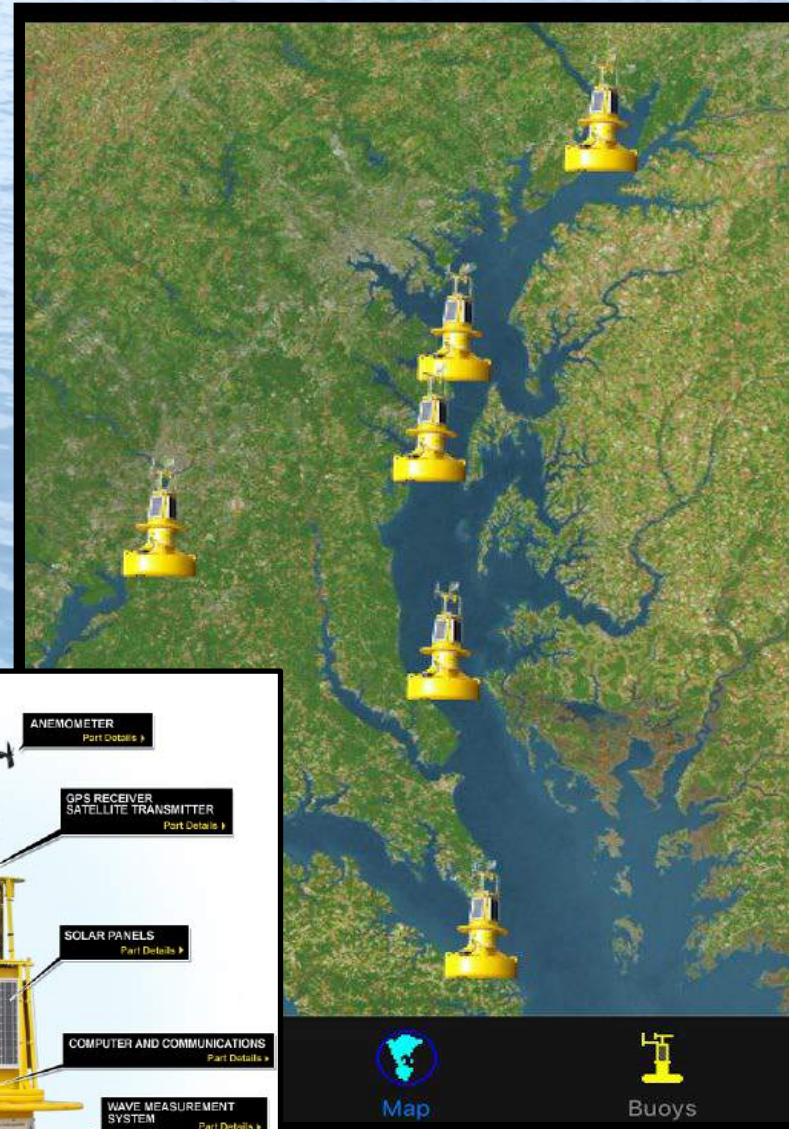 ANEMOMETER
Part Details
GPS RECEIVER
SATELLITE TRANSMITTER
Part Details
SOLAR PANELS
Part Details
COMPUTER AND COMMUNICATIONS
Part Details
WAVE MEASUREMENT
SYSTEM
Part Details
Map
Buoys